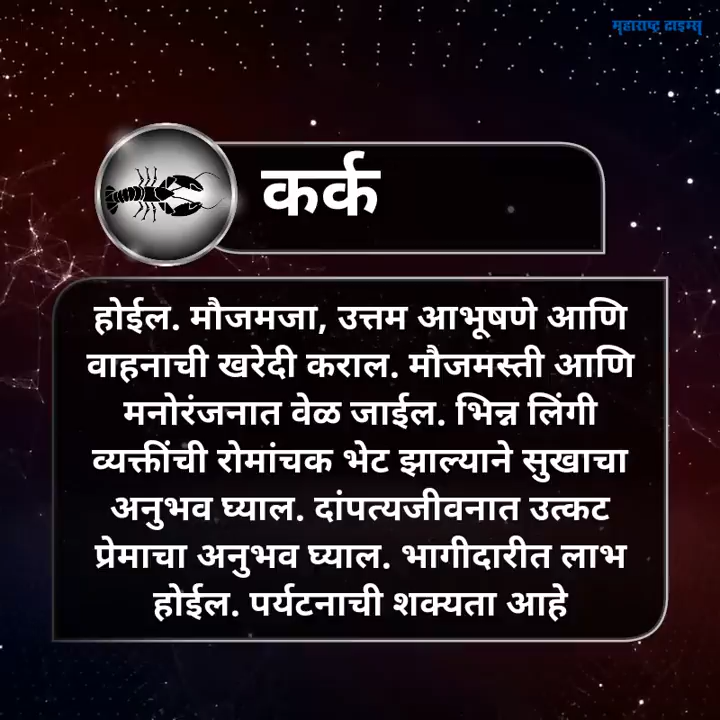 महाराष्ट्र टाइम्स्
कर्क
होईल. मौजमजा, उत्तम आभूषणे आणि
वाहनाची खरेदी कराल. मौजमस्ती आणि
मनोरंजनात वेळ जाईल. भिन्न लिंगी
व्यक्तींची रोमांचक भेट झाल्याने सुखाचा
अनुभव घ्याल. दांपत्यजीवनात उत्कट
प्रेमाचा अनुभव घ्याल. भागीदारीत लाभ
होईल. पर्यटनाची शक्यता आहे